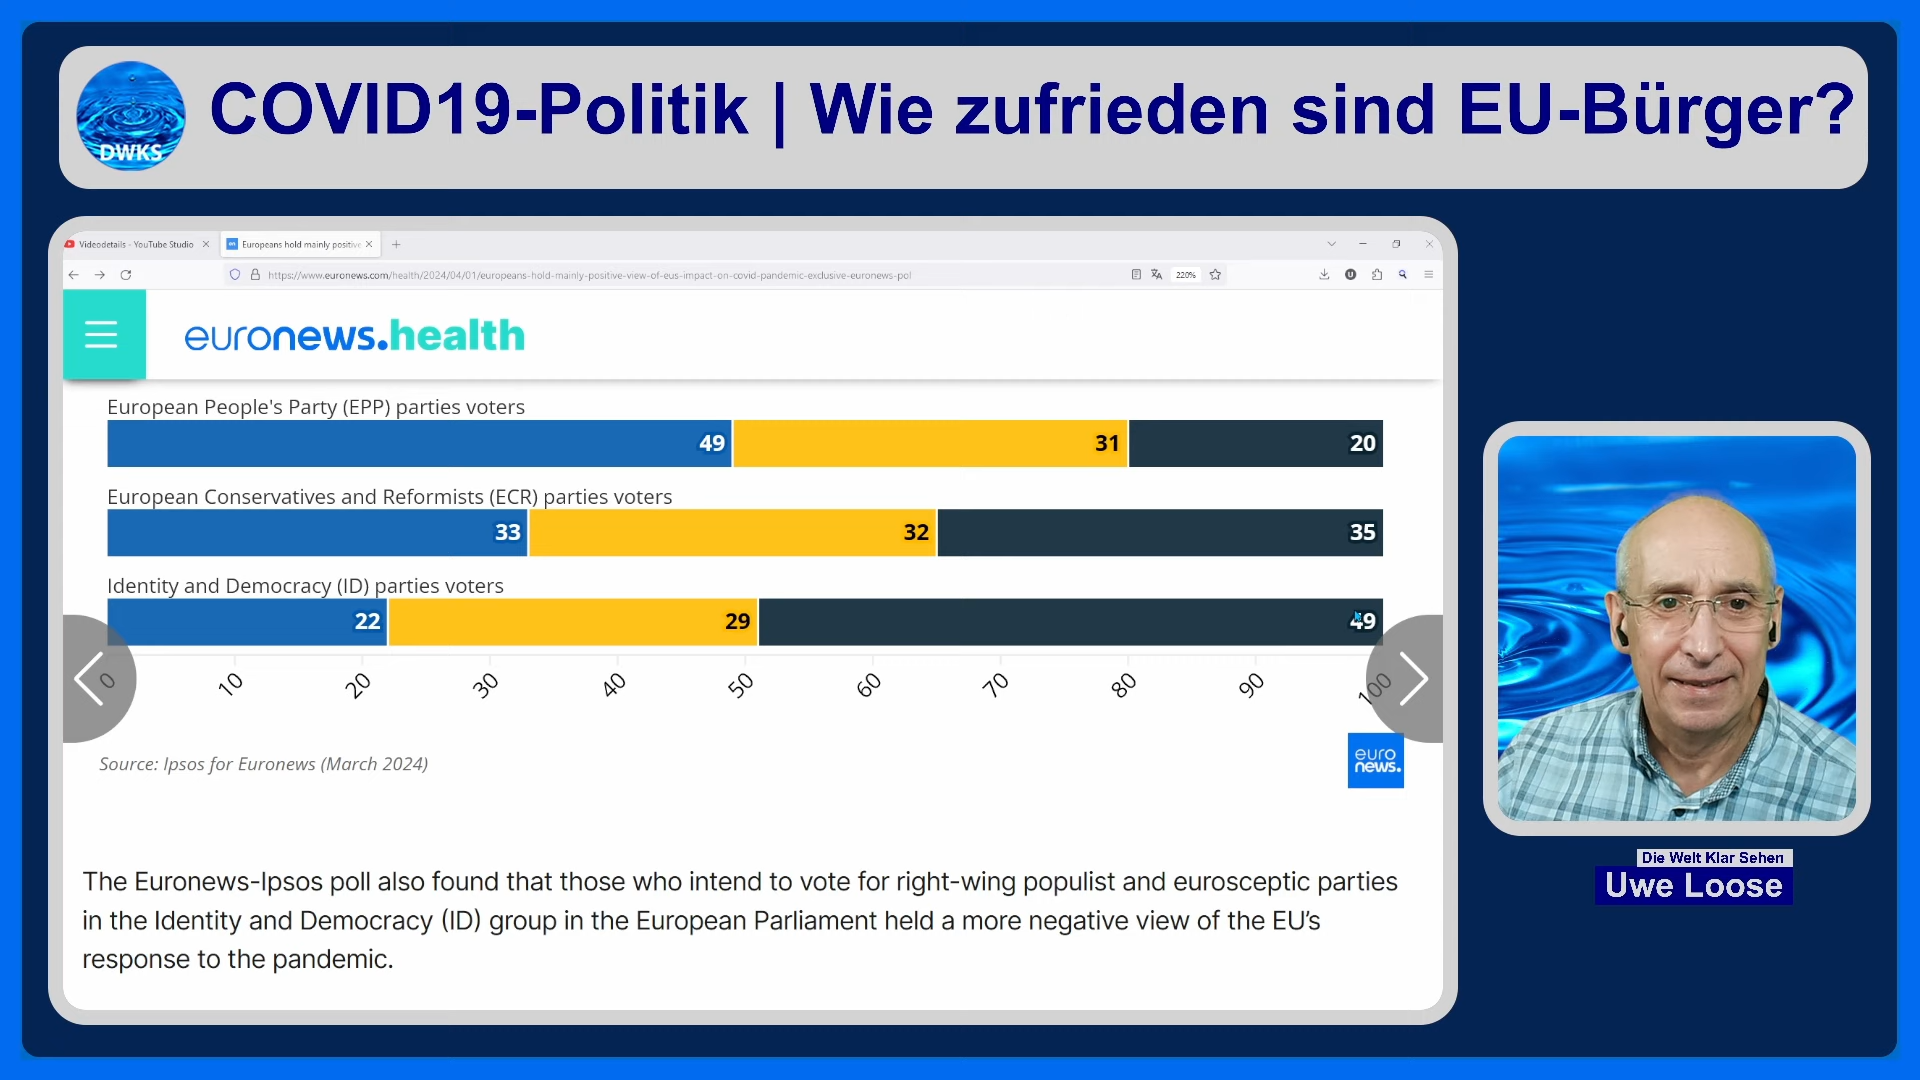 DWKS
COVID19-Politik | Wie zufrieden sind EU-Bürger?
Videodetails - YouTube Studio
Europeans hold mainly positive
https://www.euronews.com/health/2024/04/01/europeans-hold-mainly-positive-view-of-eus-impact-on-covid-pandemic-exclusive-euronews-pol
220%
euronews.health
European People's Party (EPP) parties voters
49 31 20
European Conservatives and Reformists (ECR) parties voters
33 32 35
Identity and Democracy (ID) parties voters
22 29 49
0 10 20 30 40 50 60 70 80 90 100
Source: Ipsos for Euronews (March 2024)
euro
news.
The Euronews-Ipsos poll also found that those who intend to vote for right-wing populist and eurosceptic parties
in the Identity and Democracy (ID) group in the European Parliament held a more negative view of the EU’s
response to the pandemic.
Die Welt Klar Sehen
Uwe Loose